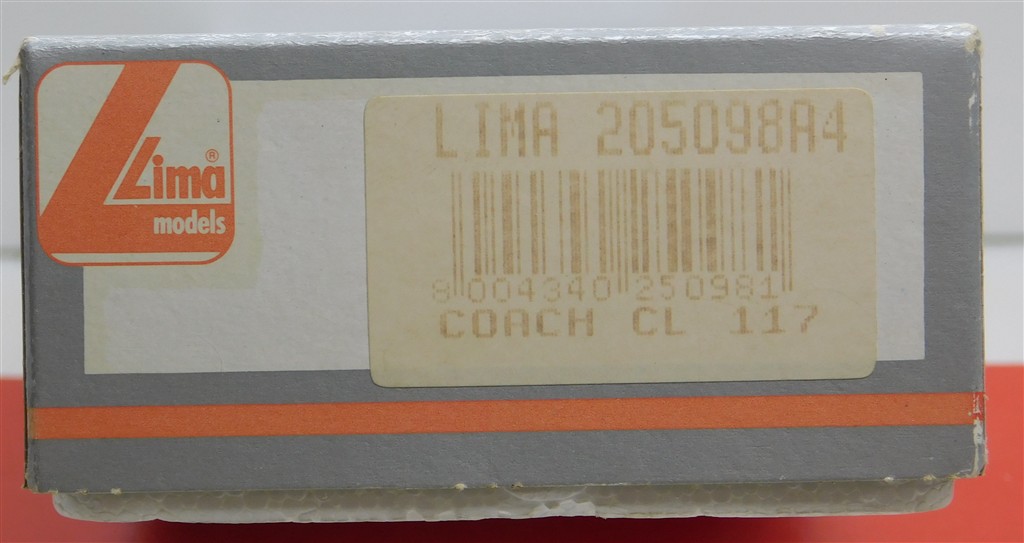 Lima®
models
LIMA 205098A4
8 004340 250981
COACH CL 117